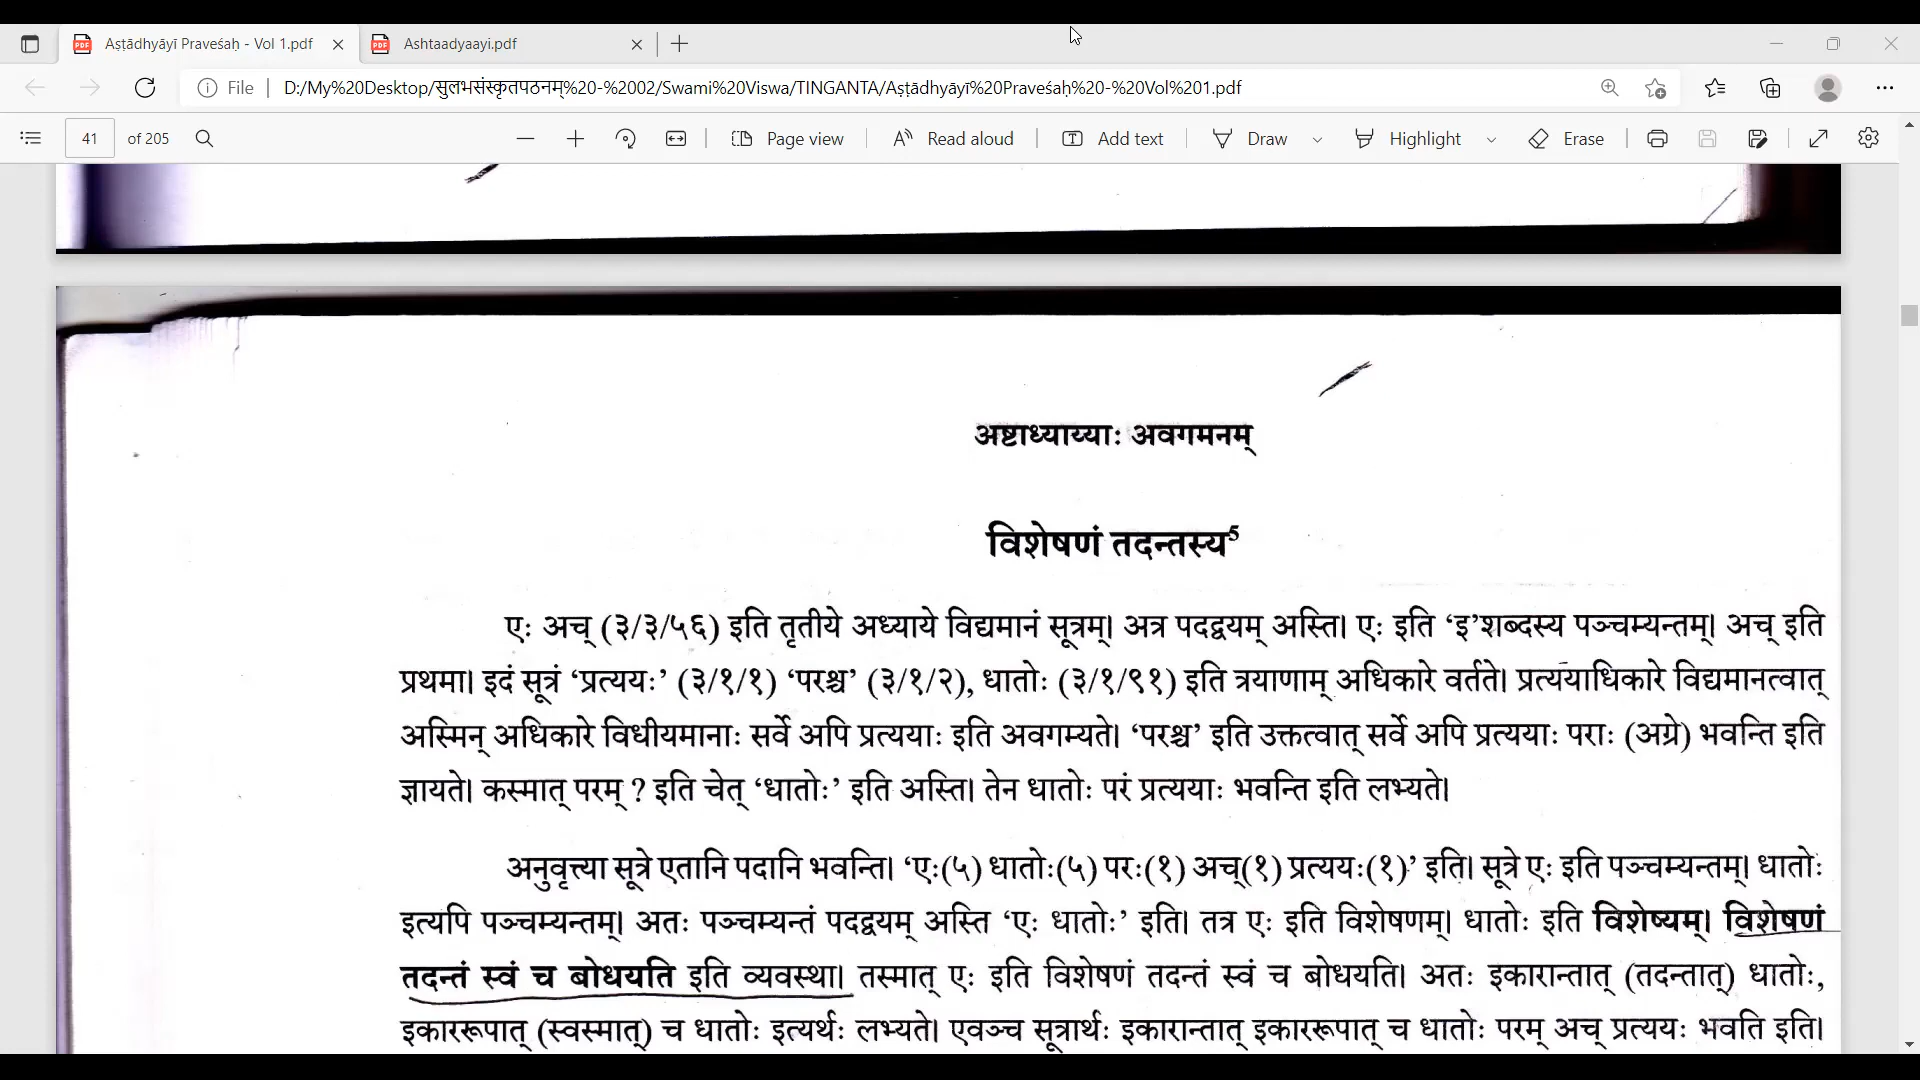 Aṣṭādhyāyī Praveśaḥ - Vol 1.pdf
Ashtaadyaayi.pdf
File
D:/My%20Desktop/सुलभसंस्कृतपठनम्%20-%2002/Swami%20Viswa/TINGANTA/Aṣṭādhyāyī%20Praveśaḥ%20-%20Vol%201.pdf
41 of 205
Page view
Read aloud
Add text
Draw
Highlight
Erase
अष्टाध्याय्याः अवगमनम्
विशेषणं तदन्तस्य⁵
एः अच् (३/३/५६) इति तृतीये अध्याये विद्यमानं सूत्रम्। अत्र पदद्वयम् अस्ति। एः इति ‘इ’शब्दस्य पञ्चम्यन्तम्। अच् इति
प्रथमा। इदं सूत्रं ‘प्रत्ययः’ (३/१/१) ‘परश्च’ (३/१/२), धातोः (३/१/९१) इति त्रयाणाम् अधिकारे वर्तते। प्रत्ययाधिकारे विद्यमानत्वात्
अस्मिन् अधिकारे विधीयमानाः सर्वे अपि प्रत्ययाः इति अवगम्यते। ‘परश्च’ इति उक्तत्वात् सर्वे अपि प्रत्ययाः पराः (अग्रे) भवन्ति इति
ज्ञायते। कस्मात् परम् ? इति चेत् ‘धातोः’ इति अस्ति। तेन धातोः परं प्रत्ययाः भवन्ति इति लभ्यते।
अनुवृत्त्या सूत्रे एतानि पदानि भवन्ति। ‘एः(५) धातोः(५) परः(१) अच्(१) प्रत्ययः(१)’ इति। सूत्रे एः इति पञ्चम्यन्तम्। धातोः
इत्यपि पञ्चम्यन्तम्। अतः पञ्चम्यन्तं पदद्वयम् अस्ति ‘एः धातोः’ इति। तत्र एः इति विशेषणम्। धातोः इति विशेष्यम्। विशेषणं
तदन्तं स्वं च बोधयति इति व्यवस्था। तस्मात् एः इति विशेषणं तदन्तं स्वं च बोधयति। अतः इकारान्तात् (तदन्तात्) धातोः,
इकाररूपात् (स्वस्मात्) च धातोः इत्यर्थः लभ्यते। एवञ्च सूत्रार्थः इकारान्तात् इकाररूपात् च धातोः परम् अच् प्रत्ययः भवति इति।